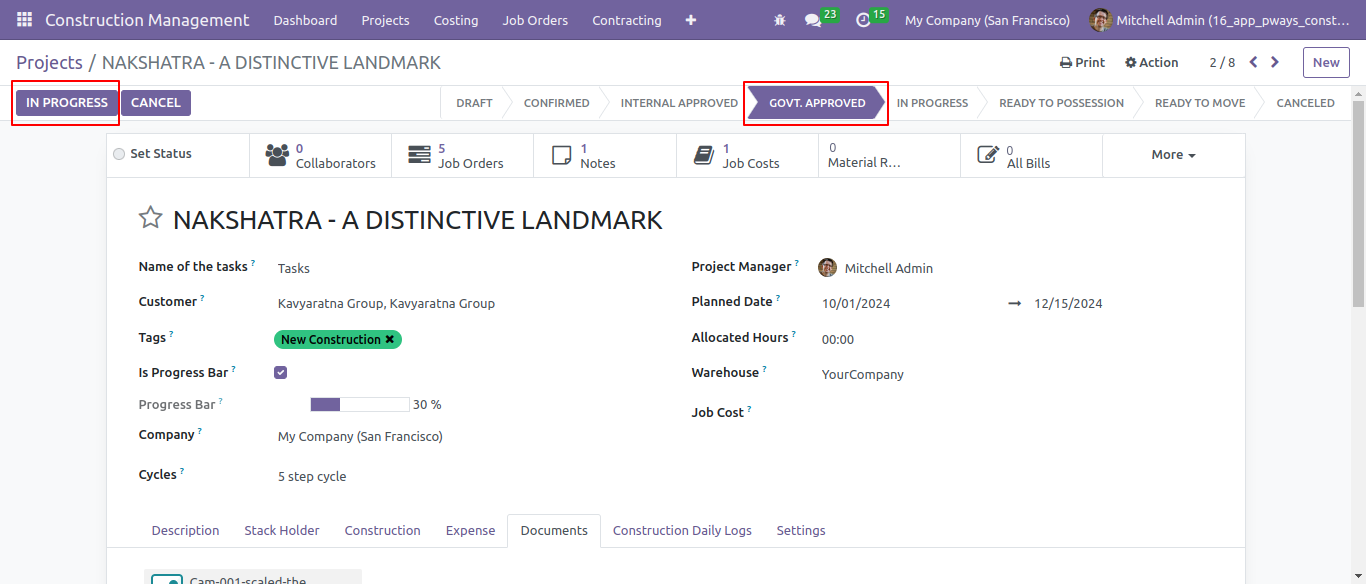 Construction Management Dashboard Projects Costing Job Orders Contracting + 23 15 My Company (San Francisco) Mitchell Admin (16_app_pways_const...
Projects / NAKSHATRA - A DISTINCTIVE LANDMARK Print Action 2 / 8 New
IN PROGRESS CANCEL DRAFT CONFIRMED INTERNAL APPROVED GOVT. APPROVED IN PROGRESS READY TO POSSESSION READY TO MOVE CANCELED
Set Status 0 Collaborators 5 Job Orders 1 Notes 1 Job Costs 0 Material R... 0 All Bills More
NAKSHATRA - A DISTINCTIVE LANDMARK
Name of the tasks ? Tasks Project Manager ? Mitchell Admin
Customer ? Kavyaratna Group, Kavyaratna Group Planned Date ? 10/01/2024 → 12/15/2024
Tags ? New Construction ✖ Allocated Hours ? 00:00
Is Progress Bar ? Warehouse ? YourCompany
Progress Bar ? 30 % Job Cost ?
Company ? My Company (San Francisco)
Cycles ? 5 step cycle
Description Stack Holder Construction Expense Documents Construction Daily Logs Settings
Cam-001-scaled-the